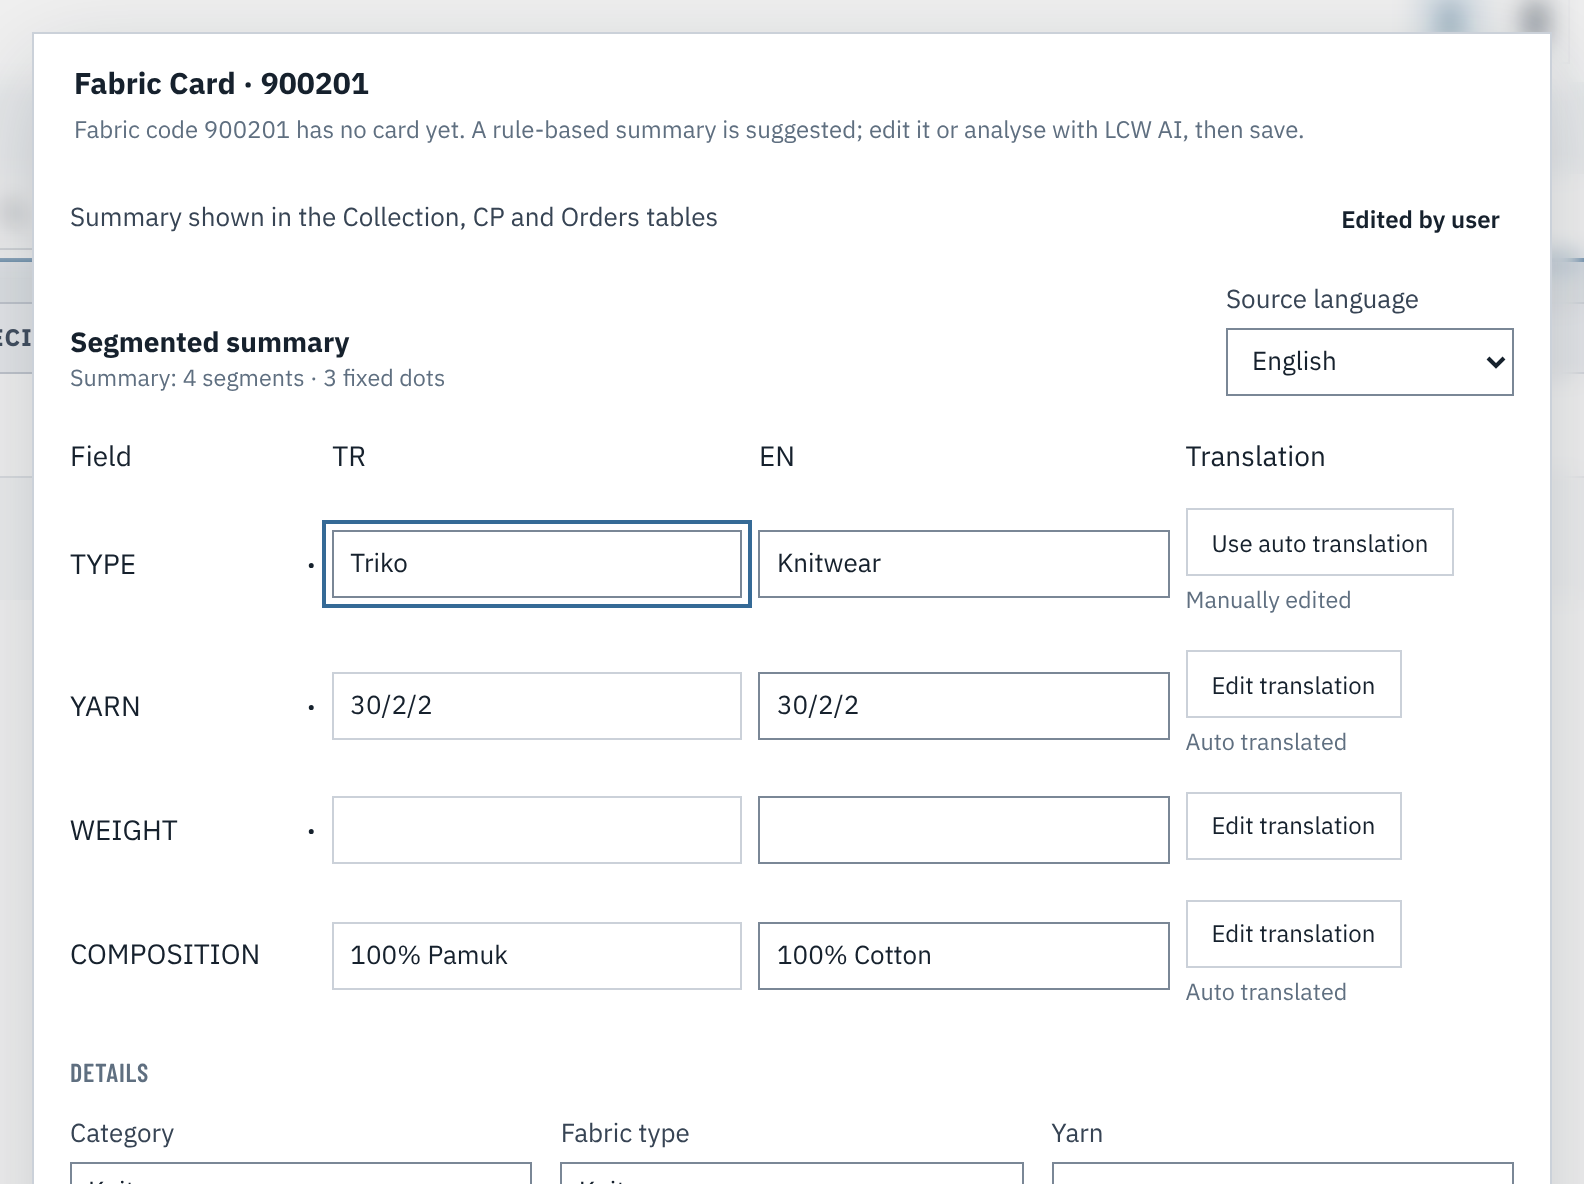 Fabric Card · 900201
Fabric code 900201 has no card yet. A rule-based summary is suggested; edit it or analyse with LCW AI, then save.
Summary shown in the Collection, CP and Orders tables
Edited by user
Source language
English
Segmented summary
Summary: 4 segments · 3 fixed dots
Field TR EN Translation
TYPE · Triko Knitwear Use auto translation
Manually edited
YARN · 30/2/2 30/2/2 Edit translation
Auto translated
WEIGHT · Edit translation
COMPOSITION 100% Pamuk 100% Cotton Edit translation
Auto translated
DETAILS
Category Fabric type Yarn